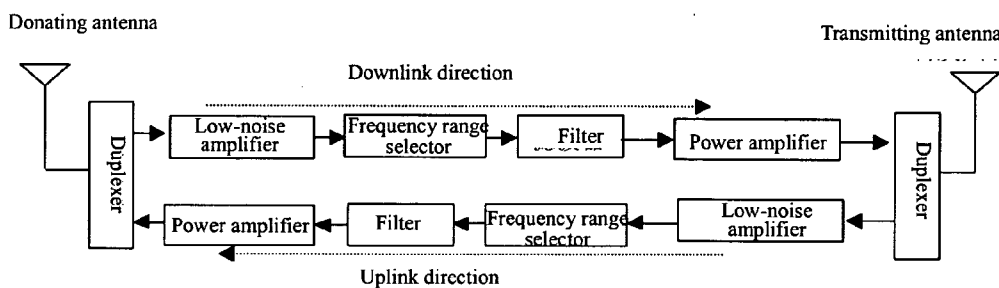 Donating antenna
Transmitting antenna
Downlink direction
Duplexer
Low-noise
amplifier
Frequency range
selector
Filter
Power amplifier
Duplexer
Power amplifier
Filter
Frequency range
selector
Low-noise
amplifier
Uplink direction